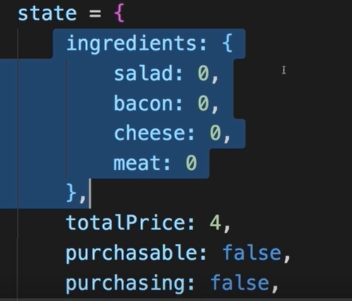 state = {
ingredients: {
salad: 0,
bacon: 0,
cheese: 0,
meat: 0
},
totalPrice: 4,
purchasable: false,
purchasing: false,